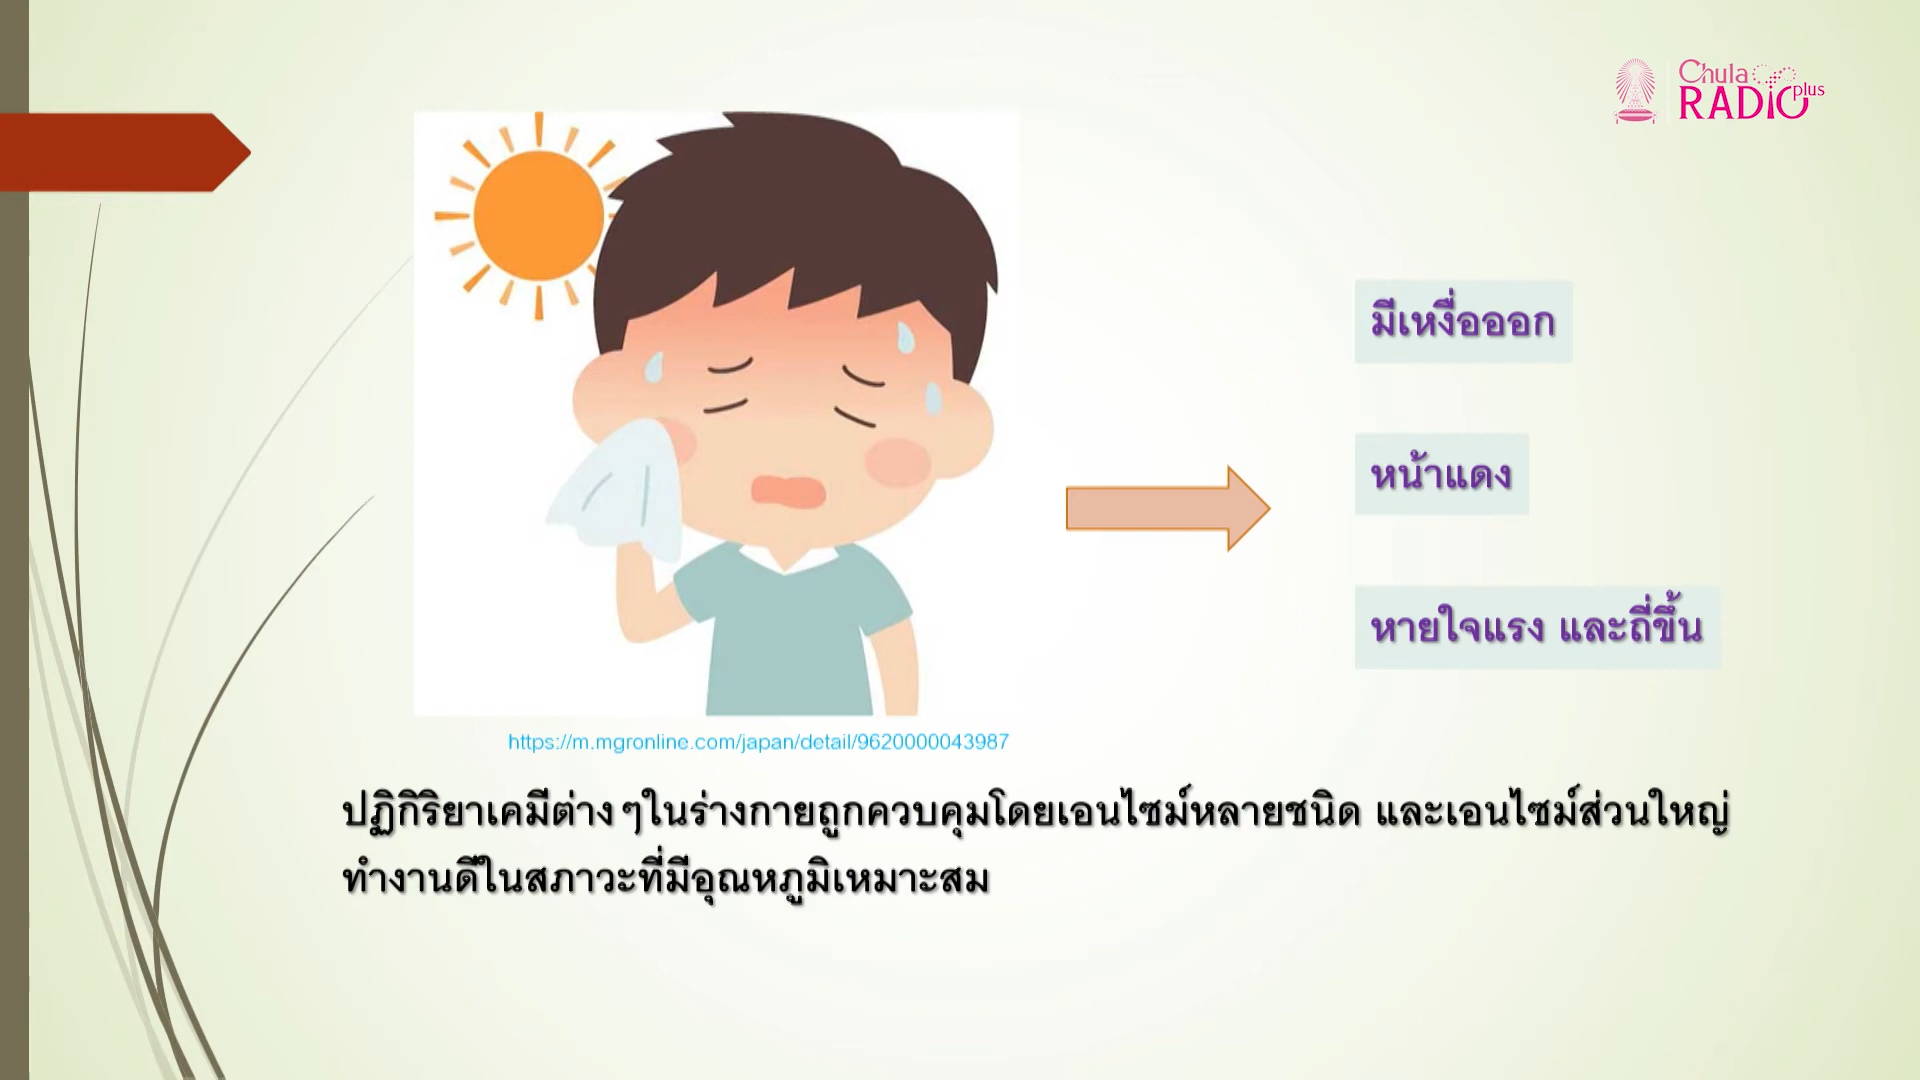 Chula
RADIO plus
มีเหงื่อออก
หน้าแดง
หายใจแรง และถี่ขึ้น
https://m.mgronline.com/japan/detail/9620000043987
ปฏิกิริยาเคมีต่างๆในร่างกายถูกควบคุมโดยเอนไซม์หลายชนิด และเอนไซม์ส่วนใหญ่
ทำงานดีในสภาวะที่มีอุณหภูมิเหมาะสม